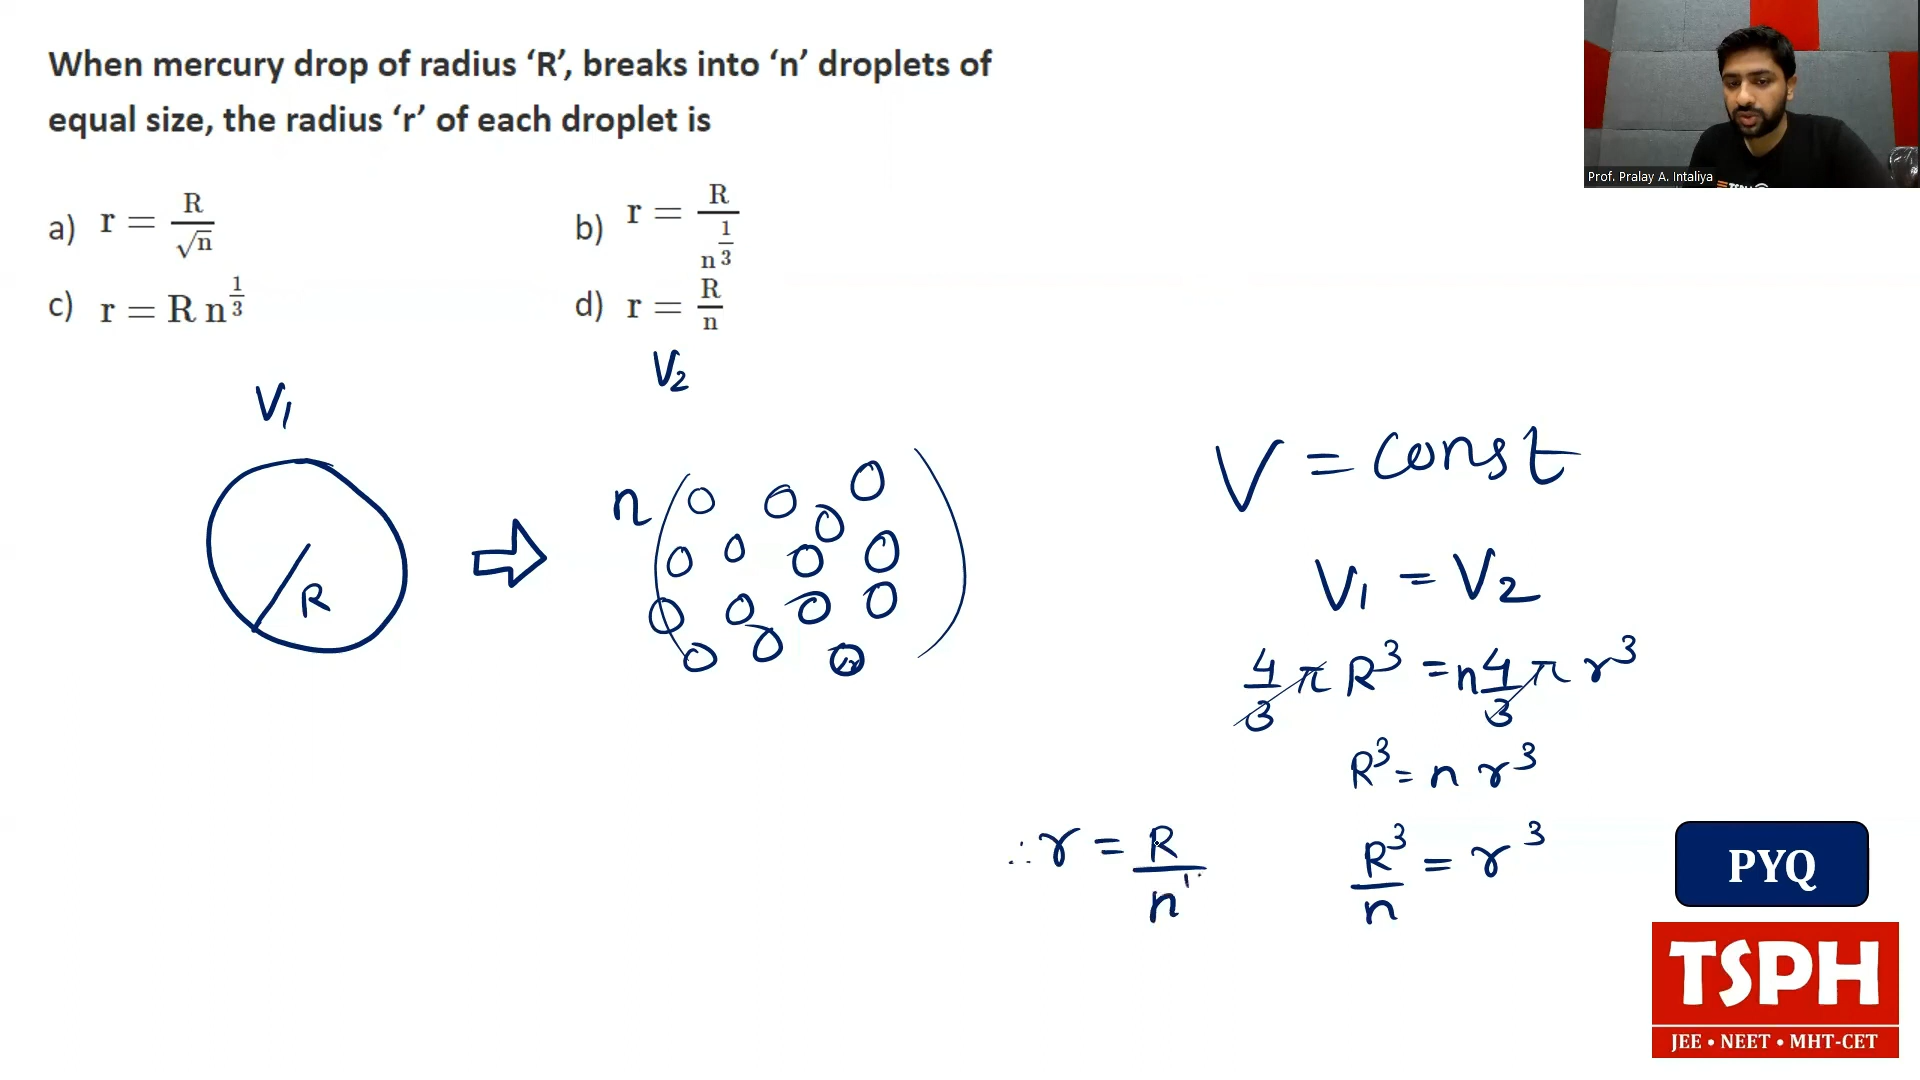 When mercury drop of radius ‘R’, breaks into ‘n’ droplets of
equal size, the radius ‘r’ of each droplet is
a) r = R/√n
b) r = R/n^(1/3)
c) r = R n^(1/3)
d) r = R/n
V1
V2
R
n
r
V = const
V1 = V2
4/3 π R³ = n 4/3 π r³
R³ = n r³
R³/n = r³
∴ r = R/n^1
Prof. Pralay A. Intaliya
PYQ
TSPH
JEE • NEET • MHT-CET